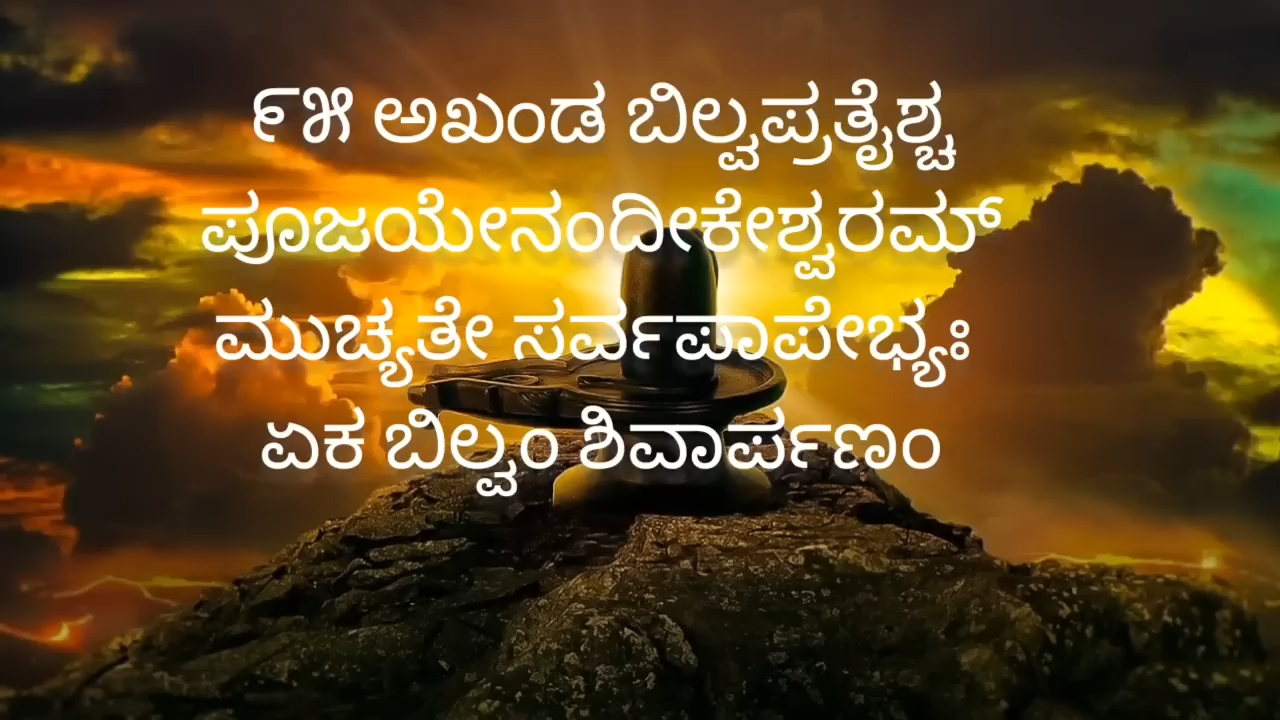 ೯೫ ಅಖಂಡ ಬಿಲ್ವಪ್ರತೈಶ್ಚ
ಪೂಜಯೇನಂದೀಕೇಶ್ವರಮ್
ಮುಚ್ಯತೇ ಸರ್ವಪಾಪೇಭ್ಯಃ
ಏಕ ಬಿಲ್ವಂ ಶಿವಾರ್ಪಣಂ